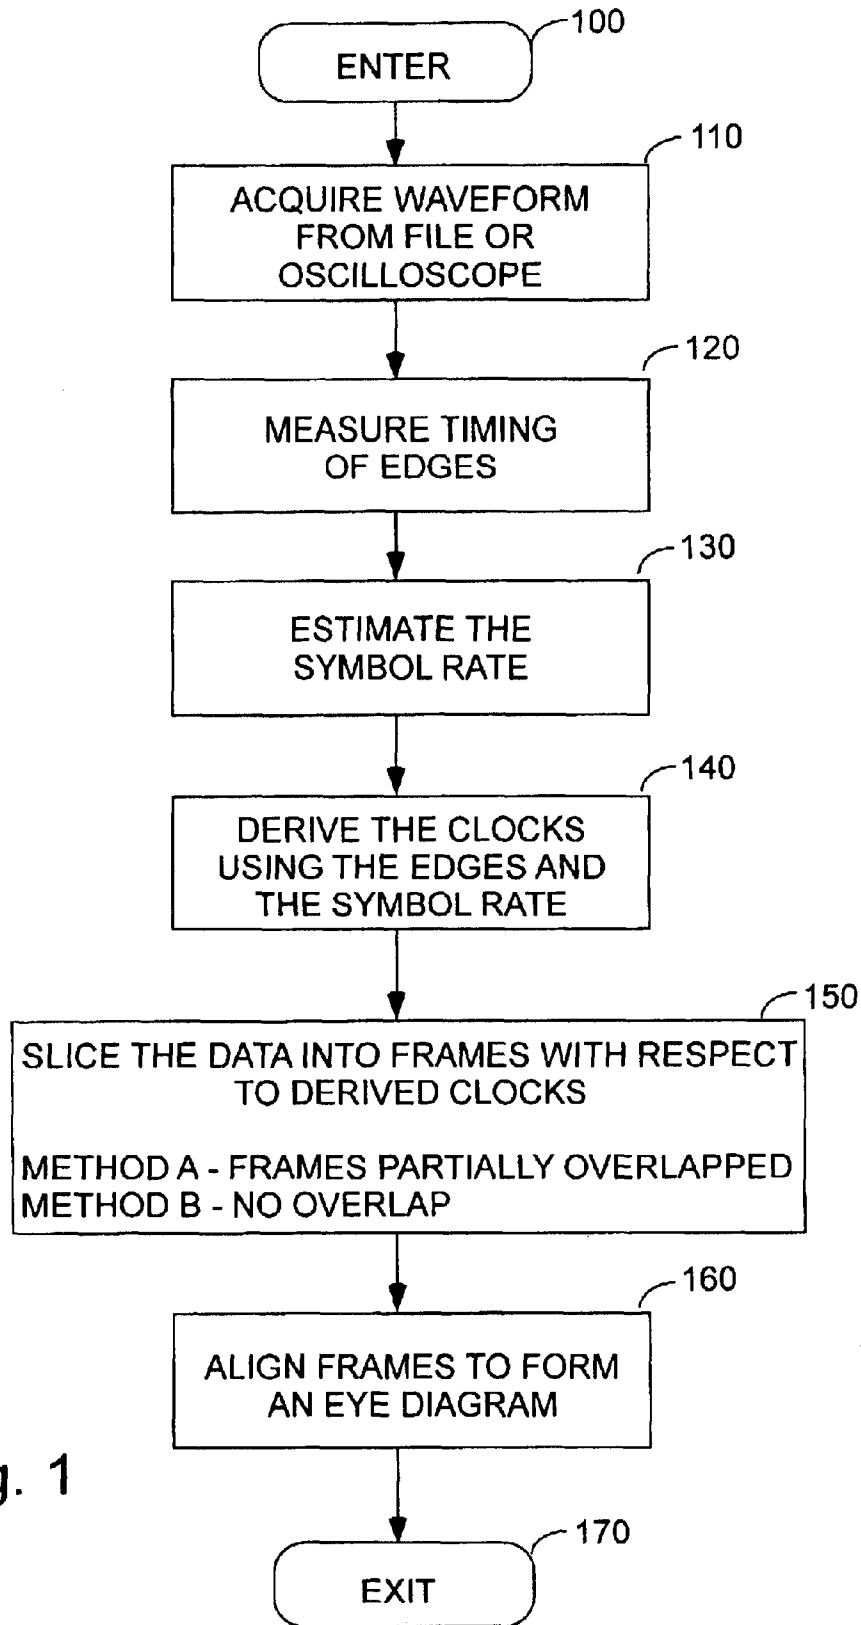 100
ENTER
110
ACQUIRE WAVEFORM
FROM FILE OR
OSCILLOSCOPE
120
MEASURE TIMING
OF EDGES
130
ESTIMATE THE
SYMBOL RATE
140
DERIVE THE CLOCKS
USING THE EDGES AND
THE SYMBOL RATE
150
SLICE THE DATA INTO FRAMES WITH RESPECT
TO DERIVED CLOCKS
METHOD A - FRAMES PARTIALLY OVERLAPPED
METHOD B - NO OVERLAP
160
ALIGN FRAMES TO FORM
AN EYE DIAGRAM
g. 1
170
EXIT